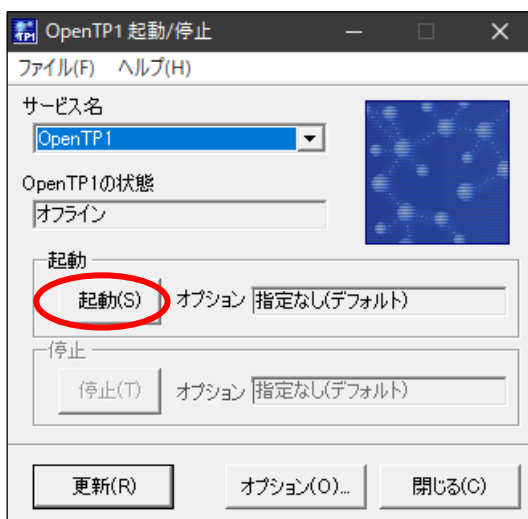 OpenTP1 起動/停止
ファイル(F) ヘルプ(H)
サービス名
OpenTP1
OpenTP1の状態
オフライン
起動
起動(S) オプション 指定なし(デフォルト)
停止
停止(T) オプション 指定なし(デフォルト)
更新(R) オプション(O)... 閉じる(C)